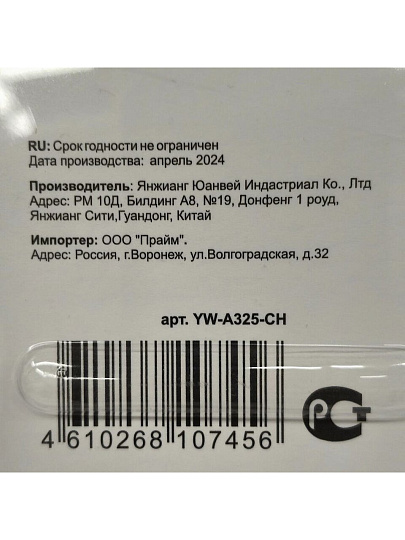 RU: Срок годности не ограничен
Дата производства: апрель 2024
Производитель: Янжианг Юанвей Индастриал Ко., Лтд
Адрес: РМ 10Д, Билдинг А8, №19, Донфенг 1 роуд,
Янжианг Сити,Гуандонг, Китай
Импортер: ООО "Прайм".
Адрес: Россия, г.Воронеж, ул.Волгоградская, д.32
арт. YW-A325-CH
4 610268 107456
РСТ